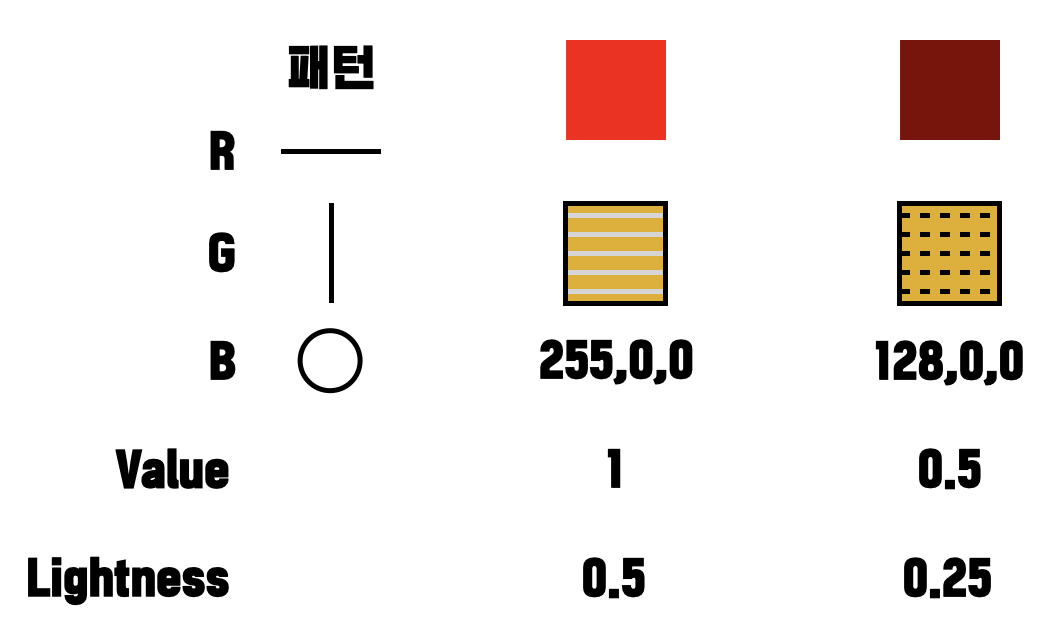 패턴
R
G
B 255,0,0 128,0,0
Value 1 0.5
Lightness 0.5 0.25